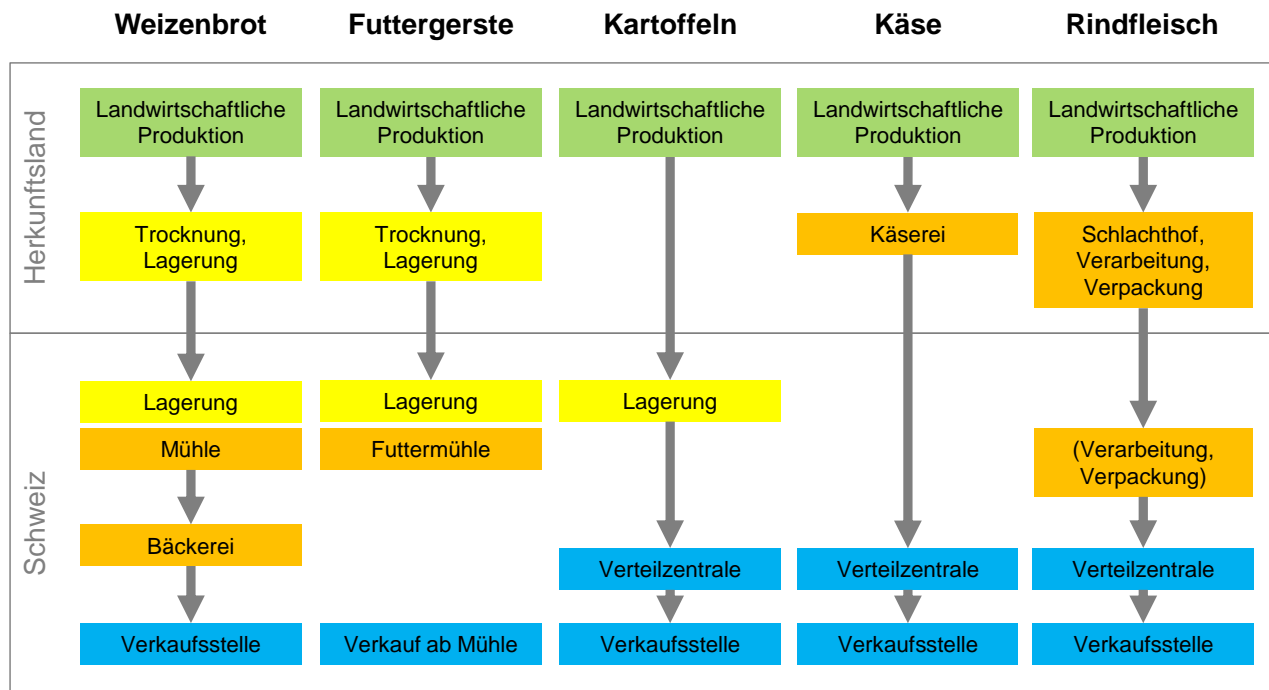 Weizenbrot
Futtergerste
Kartoffeln
Käse
Rindfleisch
Herkunftsland
Landwirtschaftliche
Produktion
Landwirtschaftliche
Produktion
Landwirtschaftliche
Produktion
Landwirtschaftliche
Produktion
Landwirtschaftliche
Produktion
Trocknung,
Lagerung
Trocknung,
Lagerung
Käserei
Schlachthof,
Verarbeitung,
Verpackung
Schweiz
Lagerung
Lagerung
Lagerung
Mühle
Futtermühle
(Verarbeitung,
Verpackung)
Bäckerei
Verteilzentrale
Verteilzentrale
Verteilzentrale
Verkaufsstelle
Verkauf ab Mühle
Verkaufsstelle
Verkaufsstelle
Verkaufsstelle